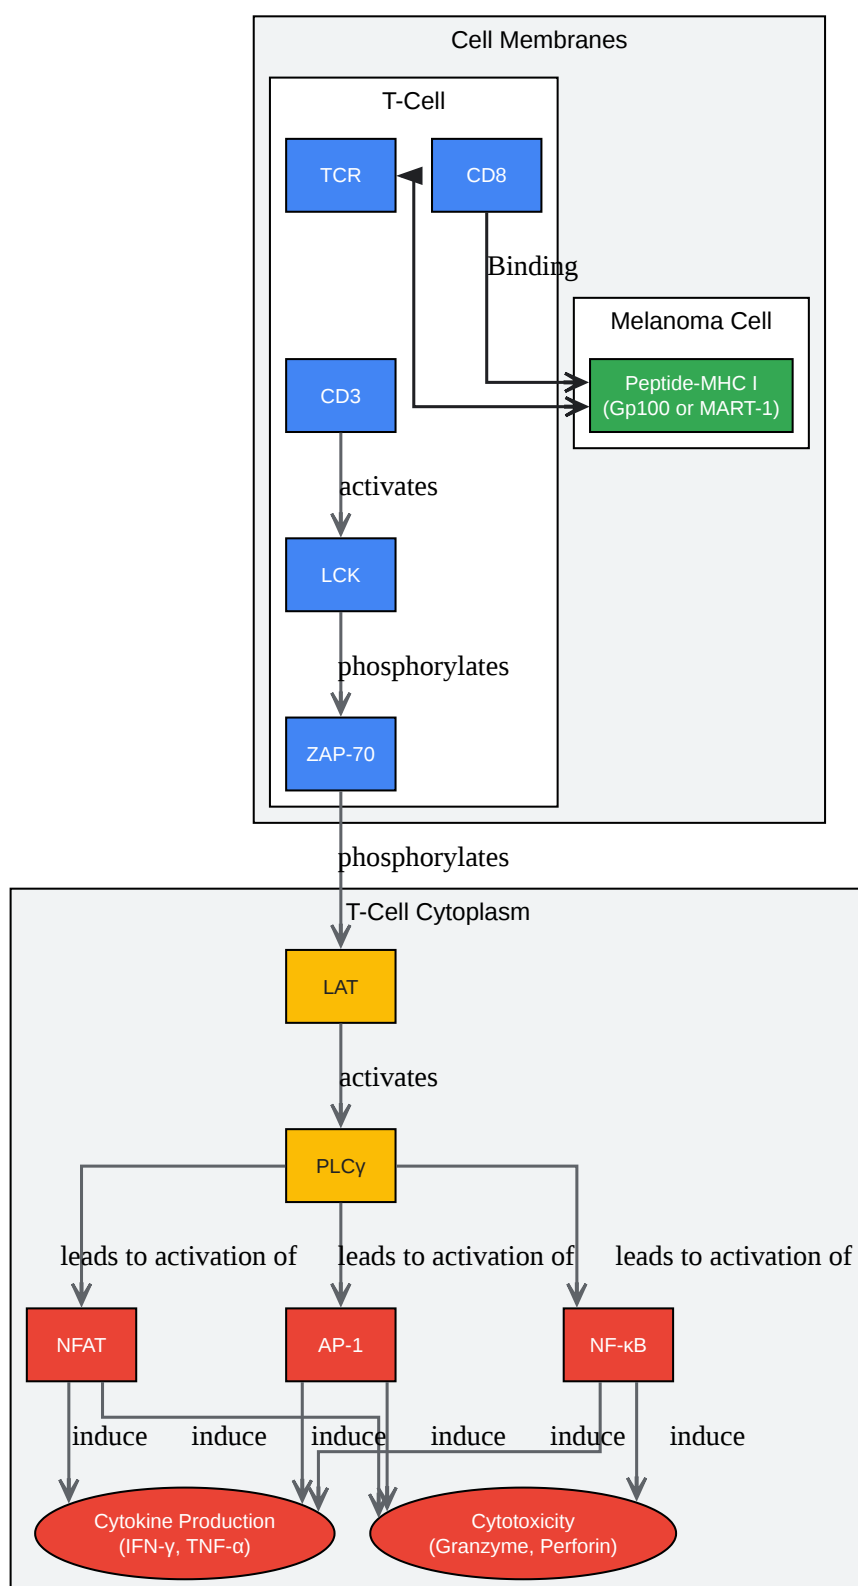 Cell Membranes
T-Cell
TCR
CD8
Binding
Melanoma Cell
Peptide-MHC I
(Gp100 or MART-1)
CD3
activates
LCK
phosphorylates
ZAP-70
phosphorylates
T-Cell Cytoplasm
LAT
activates
PLCγ
leads to activation of
leads to activation of
leads to activation of
NFAT
AP-1
NF-κB
induce
induce
induce
induce
induce
induce
Cytokine Production
(IFN-γ, TNF-α)
Cytotoxicity
(Granzyme, Perforin)